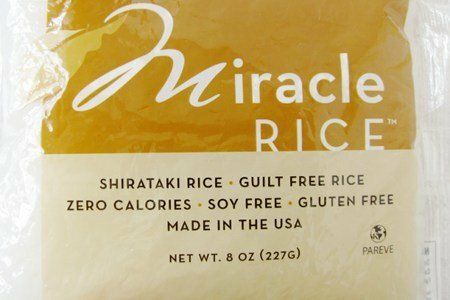 Miracle
RICE™
SHIRATAKI RICE • GUILT FREE RICE
ZERO CALORIES • SOY FREE • GLUTEN FREE
MADE IN THE USA
NET WT. 8 OZ (227G)
PAREVE